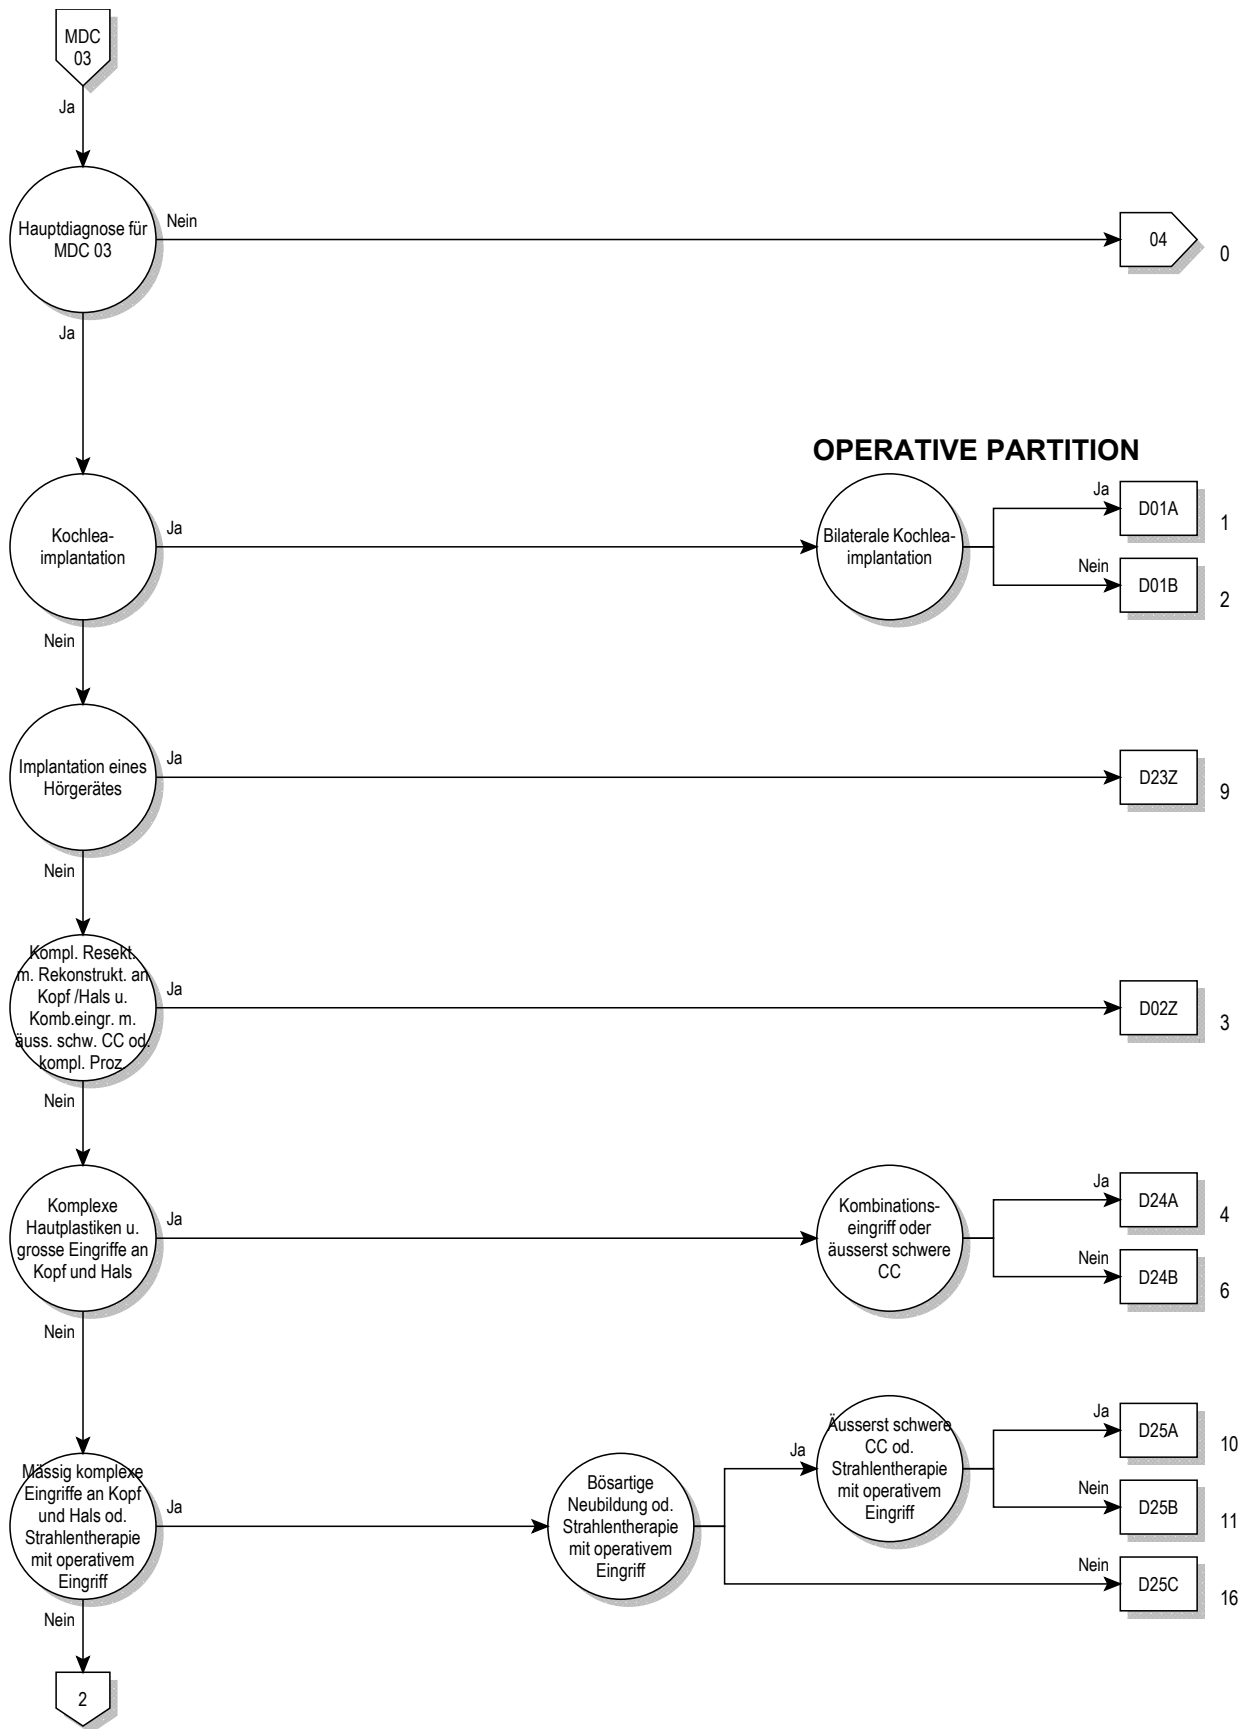 MDC
03
Ja
Hauptdiagnose für
MDC 03
Nein
04
0
Ja
OPERATIVE PARTITION
Kochlea-
implantation
Ja
Bilaterale Kochlea-
implantation
Ja
D01A
1
Nein
D01B
2
Nein
Implantation eines
Hörgerätes
Ja
D23Z
9
Nein
Kompl. Resekt.
m. Rekonstrukt. an
Kopf /Hals u.
Komb.eingr. m.
äuss. schw. CC od.
kompl. Proz.
Ja
D02Z
3
Nein
Komplexe
Hautplastiken u.
grosse Eingriffe an
Kopf und Hals
Ja
Kombinations-
eingriff oder
äusserst schwere
CC
Ja
D24A
4
Nein
D24B
6
Nein
Mässig komplexe
Eingriffe an Kopf
und Hals od.
Strahlentherapie
mit operativem
Eingriff
Ja
Bösartige
Neubildung od.
Strahlentherapie
mit operativem
Eingriff
Ja
Äusserst schwere
CC od.
Strahlentherapie
mit operativem
Eingriff
Ja
D25A
10
Nein
D25B
11
Nein
D25C
16
Nein
2